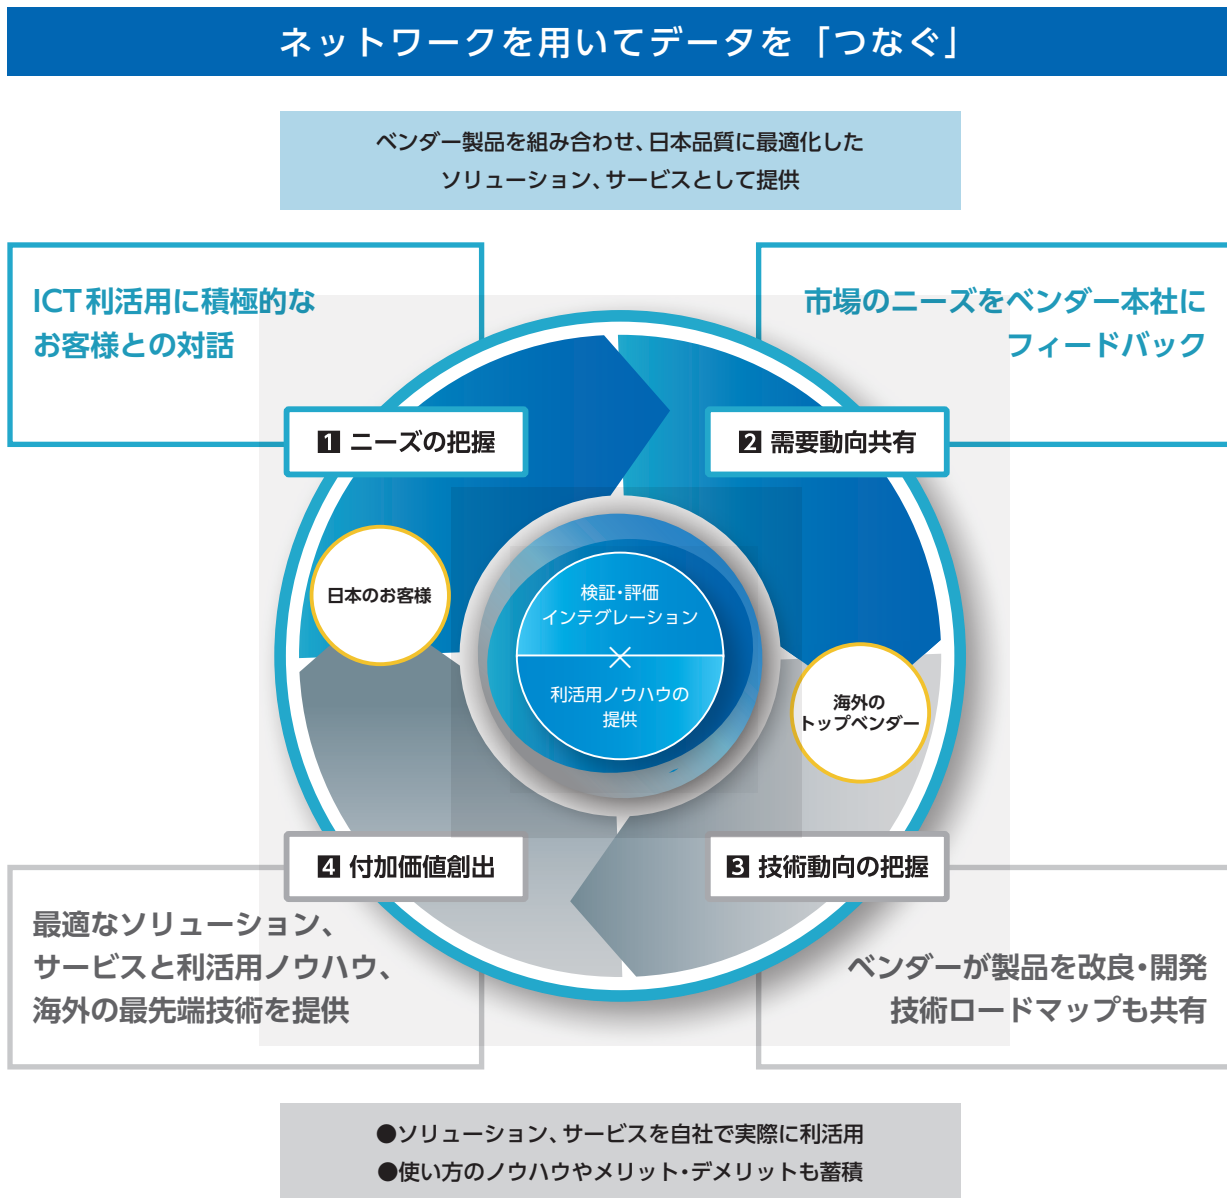 ネットワークを用いてデータを「つなぐ」
ベンダー製品を組み合わせ、日本品質に最適化した
ソリューション、サービスとして提供
ICT利活用に積極的な
お客様との対話
市場のニーズをベンダー本社に
フィードバック
1 ニーズの把握
2 需要動向共有
日本のお客様
検証・評価
インテグレーション
×
利活用ノウハウの
提供
海外の
トップベンダー
4 付加価値創出
3 技術動向の把握
最適なソリューション、
サービスと利活用ノウハウ、
海外の最先端技術を提供
ベンダーが製品を改良・開発
技術ロードマップも共有
●ソリューション、サービスを自社で実際に利活用
●使い方のノウハウやメリット・デメリットも蓄積